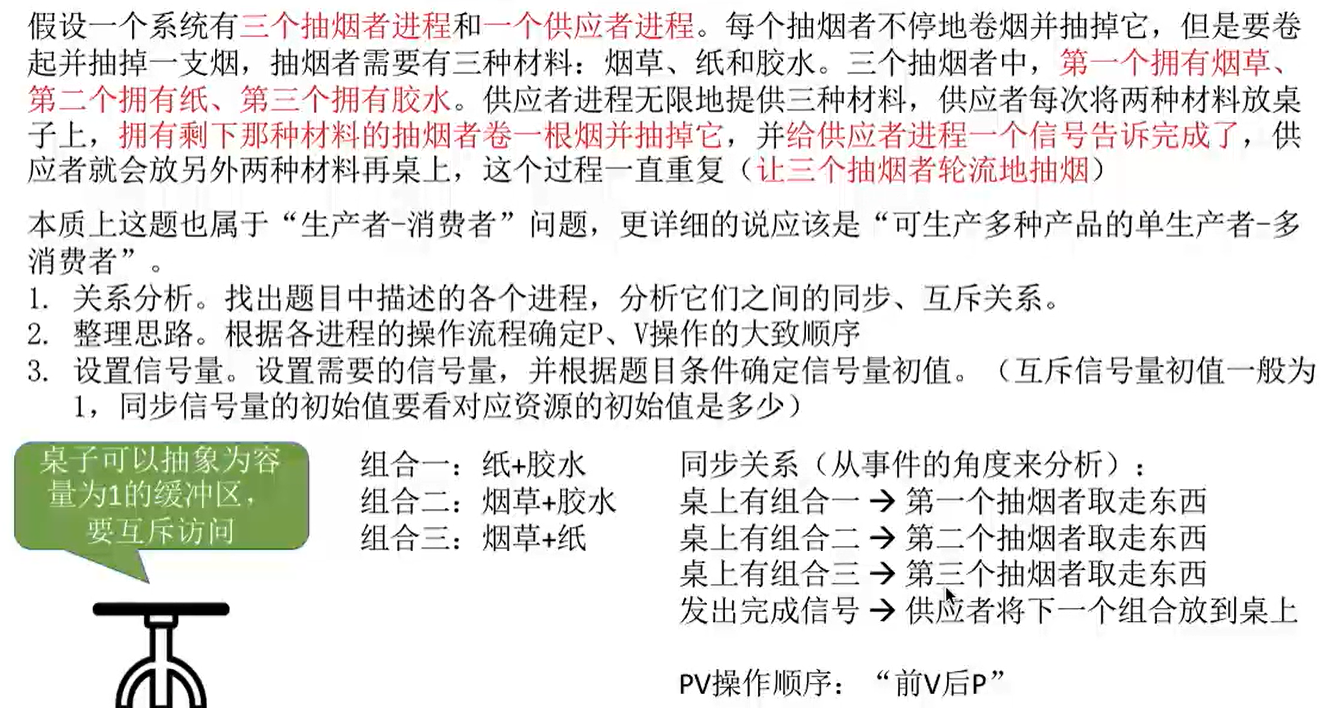 假设一个系统有三个抽烟者进程和一个供应者进程。每个抽烟者不停地卷烟并抽掉它，但是要卷
起并抽掉一支烟，抽烟者需要有三种材料：烟草、纸和胶水。三个抽烟者中，第一个拥有烟草、
第二个拥有纸、第三个拥有胶水。供应者进程无限地提供三种材料，供应者每次将两种材料放桌
子上，拥有剩下那种材料的抽烟者卷一根烟并抽掉它，并给供应者进程一个信号告诉完成了，供
应者就会放另外两种材料再桌上，这个过程一直重复（让三个抽烟者轮流地抽烟）
本质上这题也属于“生产者-消费者”问题，更详细的说应该是“可生产多种产品的单生产者-多
消费者”。
1. 关系分析。找出题目中描述的各个进程，分析它们之间的同步、互斥关系。
2. 整理思路。根据各进程的操作流程确定P、V操作的大致顺序
3. 设置信号量。设置需要的信号量，并根据题目条件确定信号量初值。（互斥信号量初值一般为
1，同步信号量的初始值要看对应资源的初始值是多少）
桌子可以抽象为容
量为1的缓冲区，
要互斥访问
组合一：纸+胶水
组合二：烟草+胶水
组合三：烟草+纸
同步关系（从事件的角度来分析）：
桌上有组合一 → 第一个抽烟者取走东西
桌上有组合二 → 第二个抽烟者取走东西
桌上有组合三 → 第三个抽烟者取走东西
发出完成信号 → 供应者将下一个组合放到桌上
PV操作顺序：“前V后P”